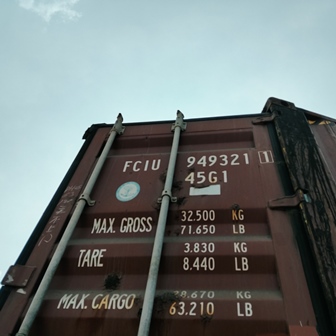 FCIU 949321 1
45G1
MAX. GROSS 32.500 KG
71.650 LB
TARE 3.830 KG
8.440 LB
MAX. CARGO 28.670 KG
63.210 LB